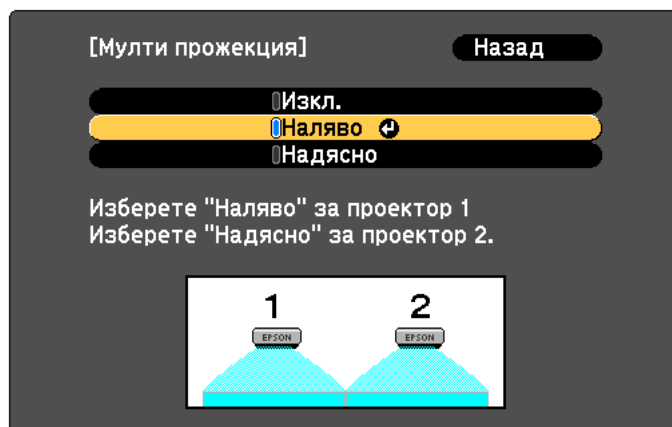 [Мулти прожекция] Назад
Изкл.
Наляво
Надясно
Изберете "Наляво" за проектор 1
Изберете "Надясно" за проектор 2.
1 2
EPSON EPSON